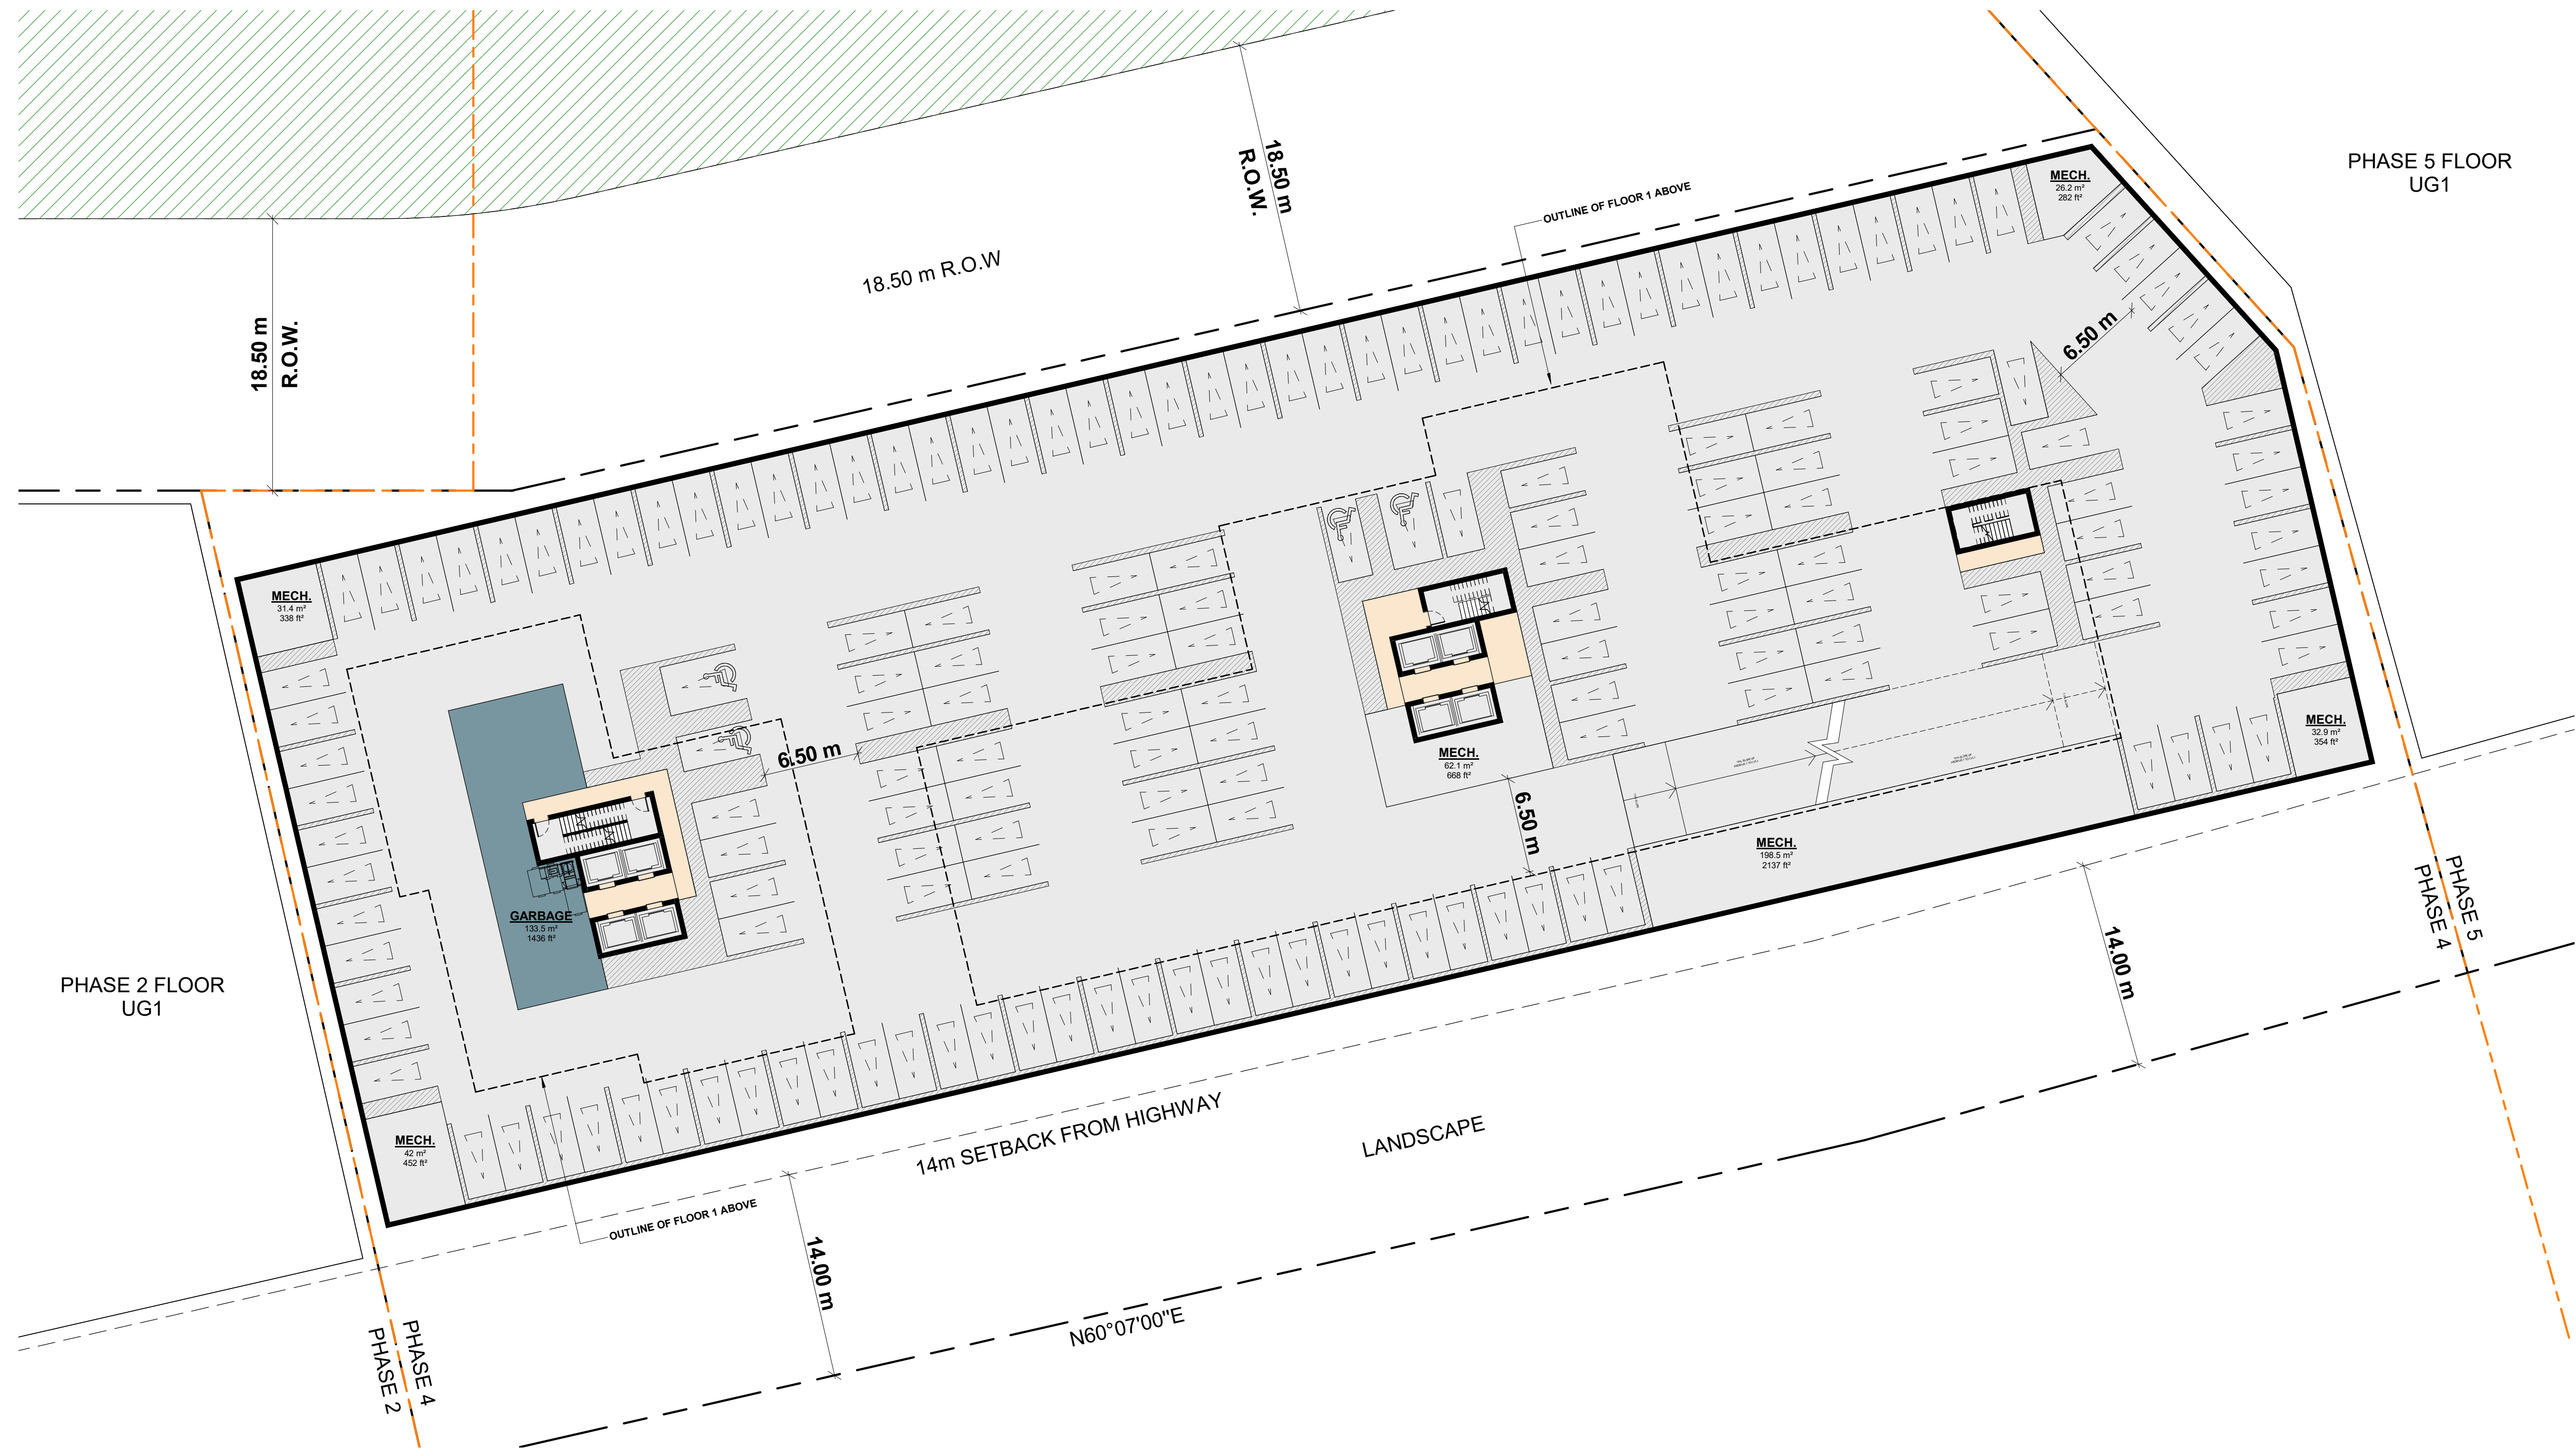 PHASE 5 FLOOR
UG1
18.50 m
R.O.W.
MECH.
26.2 m²
282 ft²
OUTLINE OF FLOOR 1 ABOVE
18.50 m R.O.W
18.50 m
R.O.W.
6.50 m
MECH.
31.4 m²
338 ft²
MECH.
32.9 m²
354 ft²
6.50 m
MECH.
62.1 m²
668 ft²
6.50 m
MECH.
198.5 m²
2137 ft²
GARBAGE
133.5 m²
1436 ft²
PHASE 5
PHASE 4
14.00 m
PHASE 2 FLOOR
UG1
MECH.
42 m²
452 ft²
14m SETBACK FROM HIGHWAY
LANDSCAPE
OUTLINE OF FLOOR 1 ABOVE
14.00 m
N60°07'00"E
PHASE 4
PHASE 2